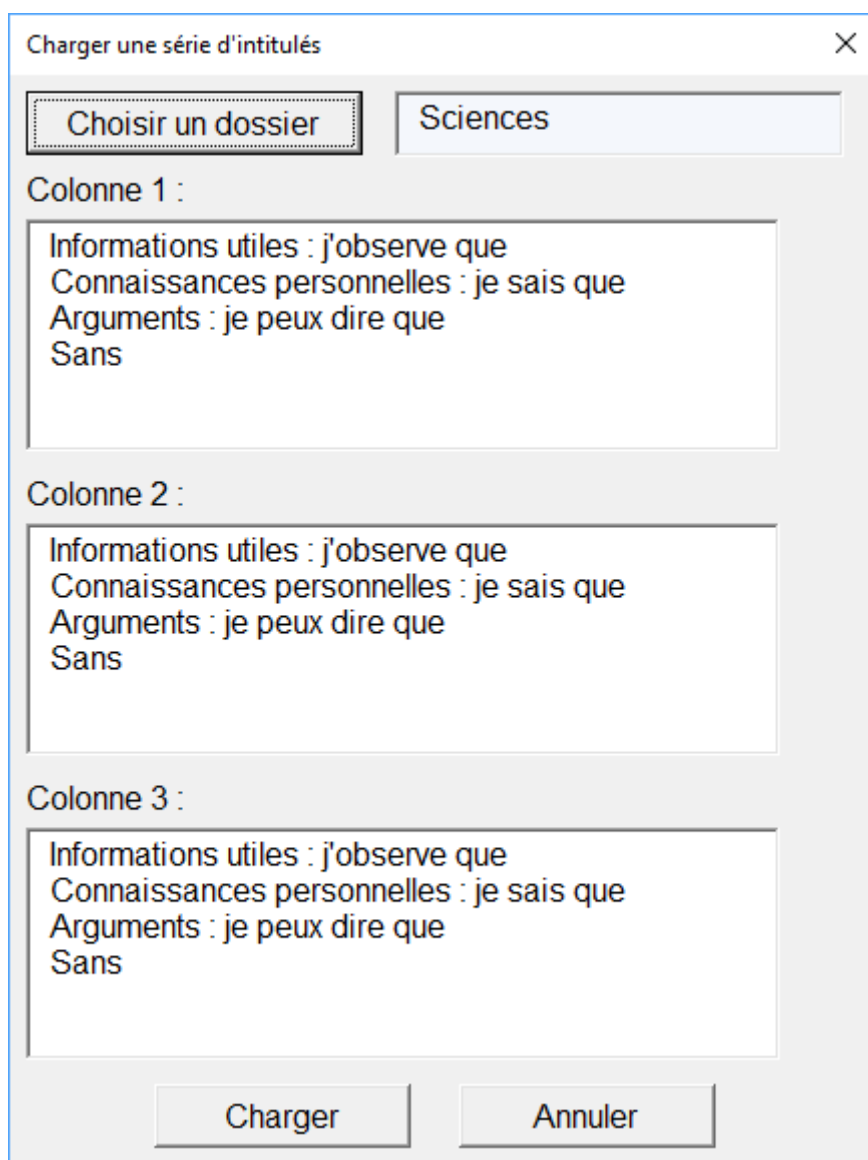 Charger une série d'intitulés
Choisir un dossier Sciences
Colonne 1 :
Informations utiles : j'observe que
Connaissances personnelles : je sais que
Arguments : je peux dire que
Sans
Colonne 2 :
Informations utiles : j'observe que
Connaissances personnelles : je sais que
Arguments : je peux dire que
Sans
Colonne 3 :
Informations utiles : j'observe que
Connaissances personnelles : je sais que
Arguments : je peux dire que
Sans
Charger Annuler